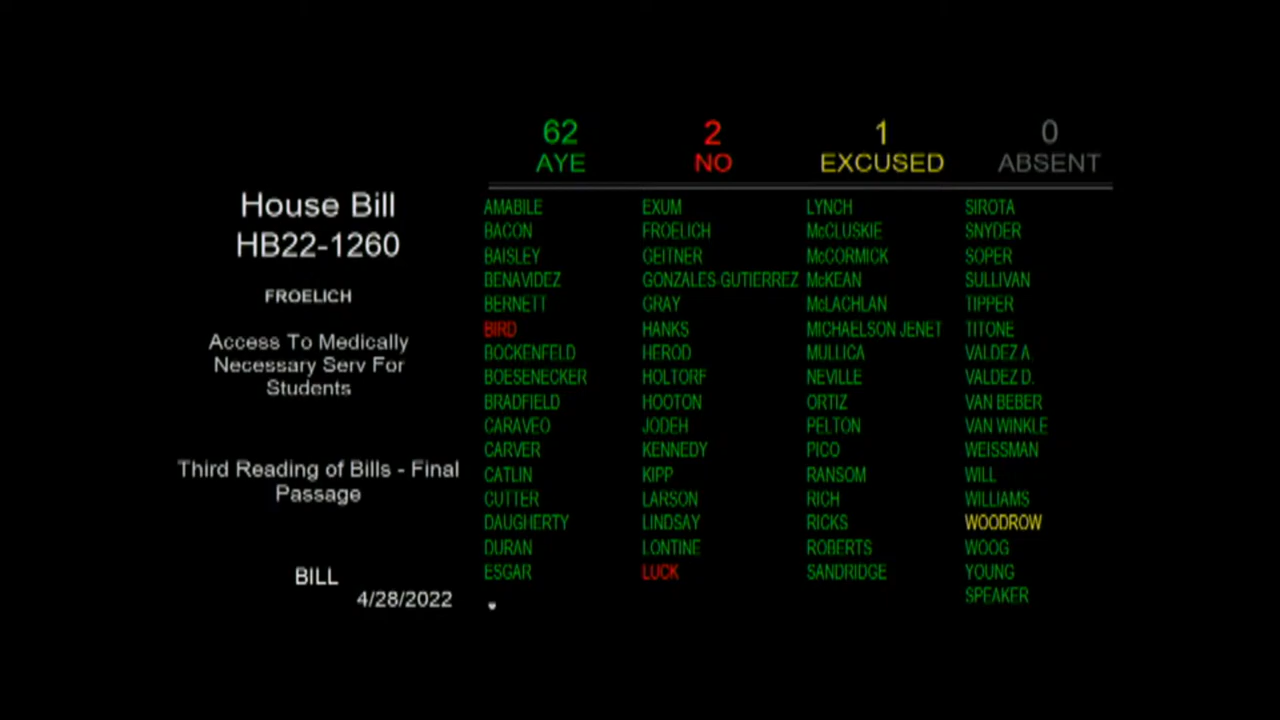 62 2 1 0
AYE NO EXCUSED ABSENT
House Bill
HB22-1260
FROELICH
Access To Medically
Necessary Serv For
Students
Third Reading of Bills - Final
Passage
BILL
4/28/2022
AMABILE EXUM LYNCH SIROTA
BACON FROELICH McCLUSKIE SNYDER
BAISLEY GEITNER McCORMICK SOPER
BENAVIDEZ GONZALES-GUTIERREZ McKEAN SULLIVAN
BERNETT GRAY McLACHLAN TIPPER
BIRD HANKS MICHAELSON JENET TITONE
BOCKENFELD HEROD MULLICA VALDEZ A
BOESENECKER HOLTORF NEVILLE VALDEZ D.
BRADFIELD HOOTON ORTIZ VAN BEBER
CARAVEO JODEH PELTON VAN WINKLE
CARVER KENNEDY PICO WEISSMAN
CATLIN KIPP RANSOM WILL
CUTTER LARSON RICH WILLIAMS
DAUGHERTY LINDSAY RICKS WOODROW
DURAN LONTINE ROBERTS WOOG
ESGAR LUCK SANDRIDGE YOUNG
SPEAKER